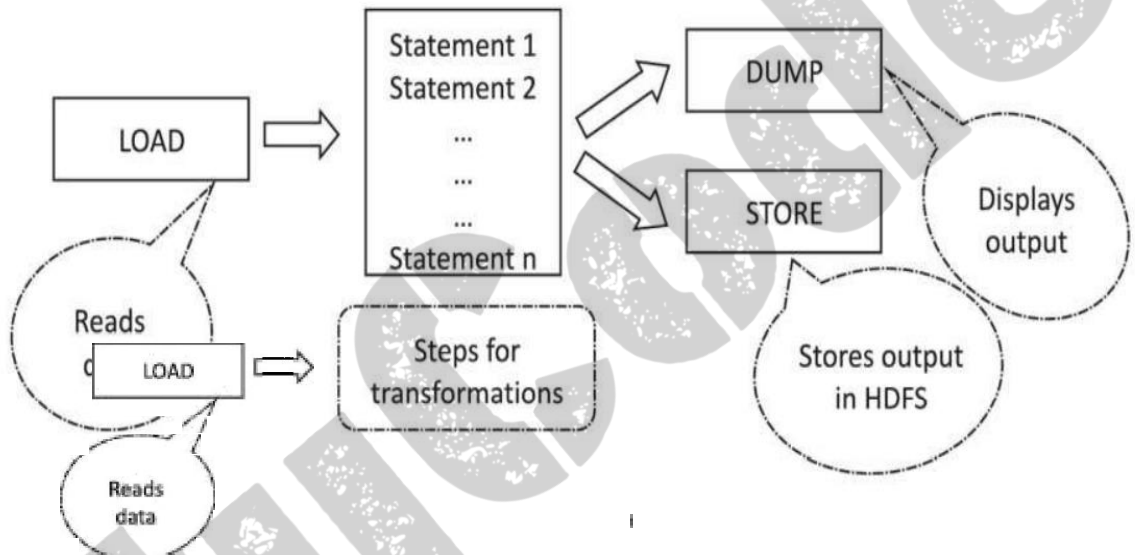 LOAD
Statement 1
Statement 2
...
...
...
Statement n
DUMP
STORE
Displays
output
Reads
LOAD
Steps for
transformations
Stores output
in HDFS
Reads
data